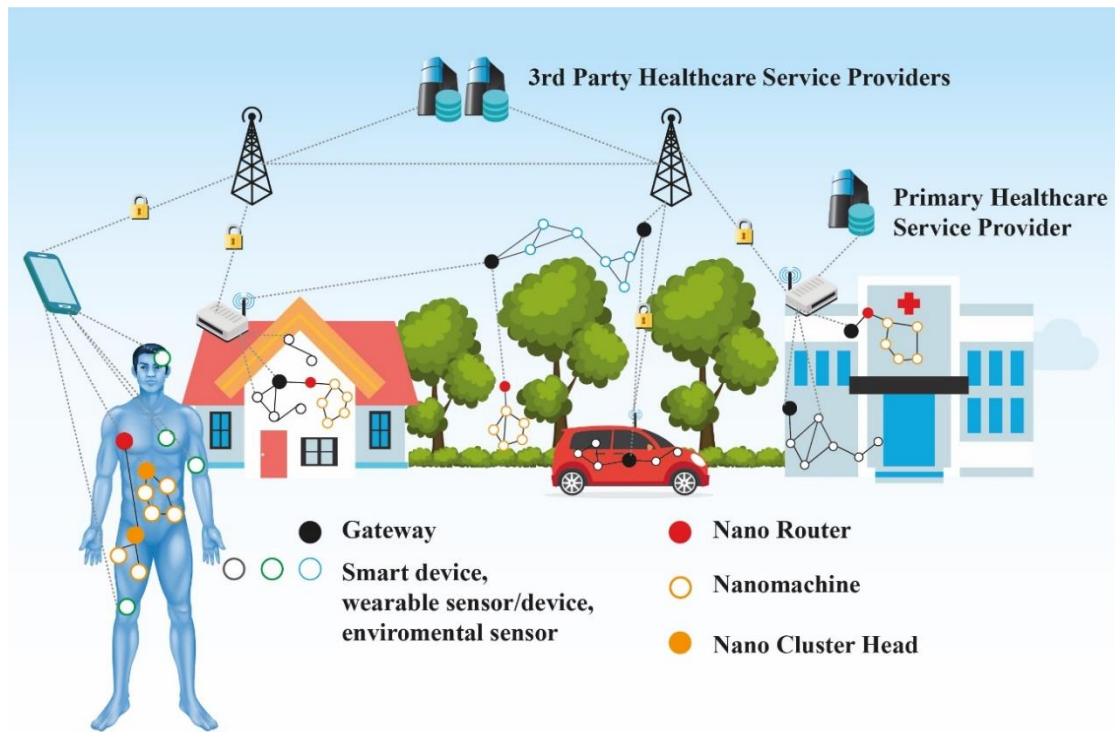 3rd Party Healthcare Service Providers
Primary Healthcare
Service Provider
Gateway
Smart device,
wearable sensor/device,
enviromental sensor
Nano Router
Nanomachine
Nano Cluster Head